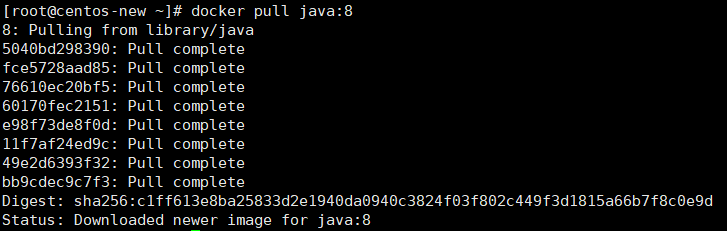 [root@centos-new ~]# docker pull java:8
8: Pulling from library/java
5040bd298390: Pull complete
fce5728aad85: Pull complete
76610ec20bf5: Pull complete
60170fec2151: Pull complete
e98f73de8f0d: Pull complete
11f7af24ed9c: Pull complete
49e2d6393f32: Pull complete
bb9cdec9c7f3: Pull complete
Digest: sha256:c1ff613e8ba25833d2e1940da0940c3824f03f802c449f3d1815a66b7f8c0e9d
Status: Downloaded newer image for java:8